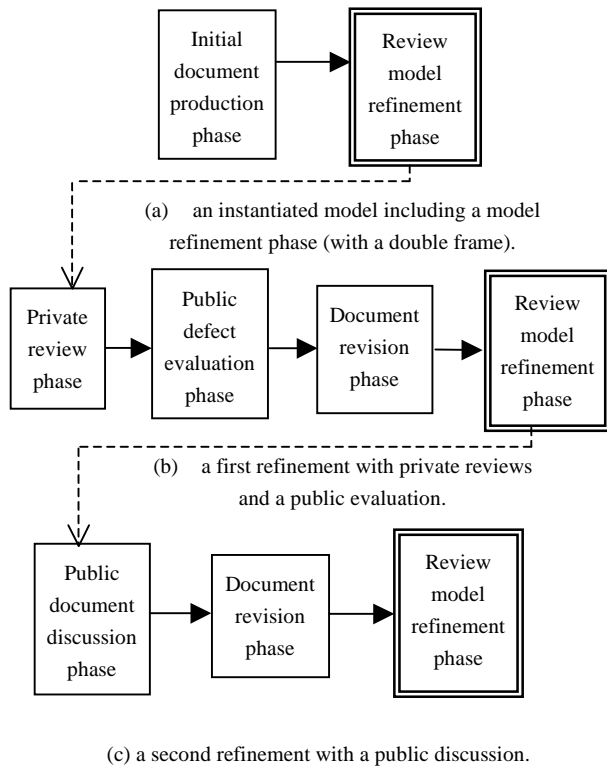 Initial
document
production
phase
Review
model
refinement
phase
(a) an instantiated model including a model
refinement phase (with a double frame).
Private
review
phase
Public
defect
evaluation
phase
Document
revision
phase
Review
model
refinement
phase
(b) a first refinement with private reviews
and a public evaluation.
Public
document
discussion
phase
Document
revision
phase
Review
model
refinement
phase
(c) a second refinement with a public discussion.